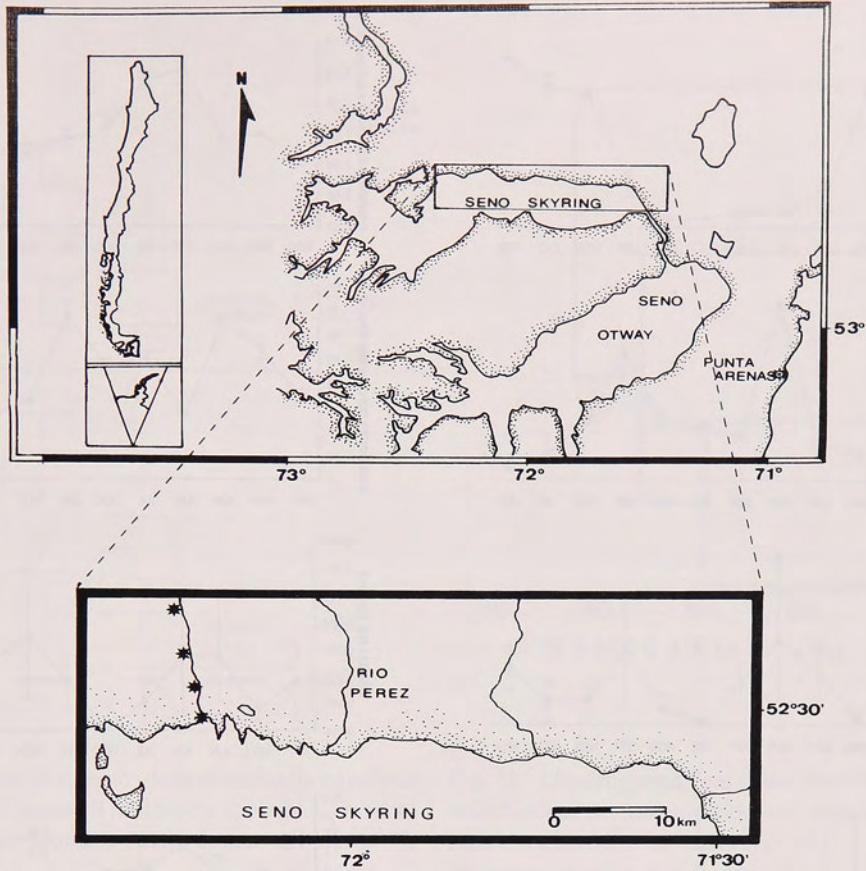 N
SENO SKYRING
SENO
OTWAY
53°
PUNTA
ARENAS
73°
72°
71°
RIO
PEREZ
52°30'
SENO SKYRING
0 10 km
72°
71°30'